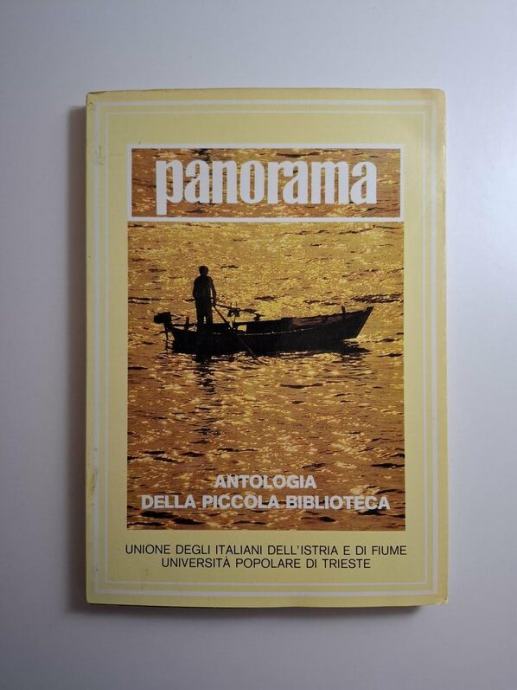 panorama
ANTOLOGIA
DELLA PICCOLA BIBLIOTECA
UNIONE DEGLI ITALIANI DELL'ISTRIA E DI FIUME
UNIVERSITÀ POPOLARE DI TRIESTE